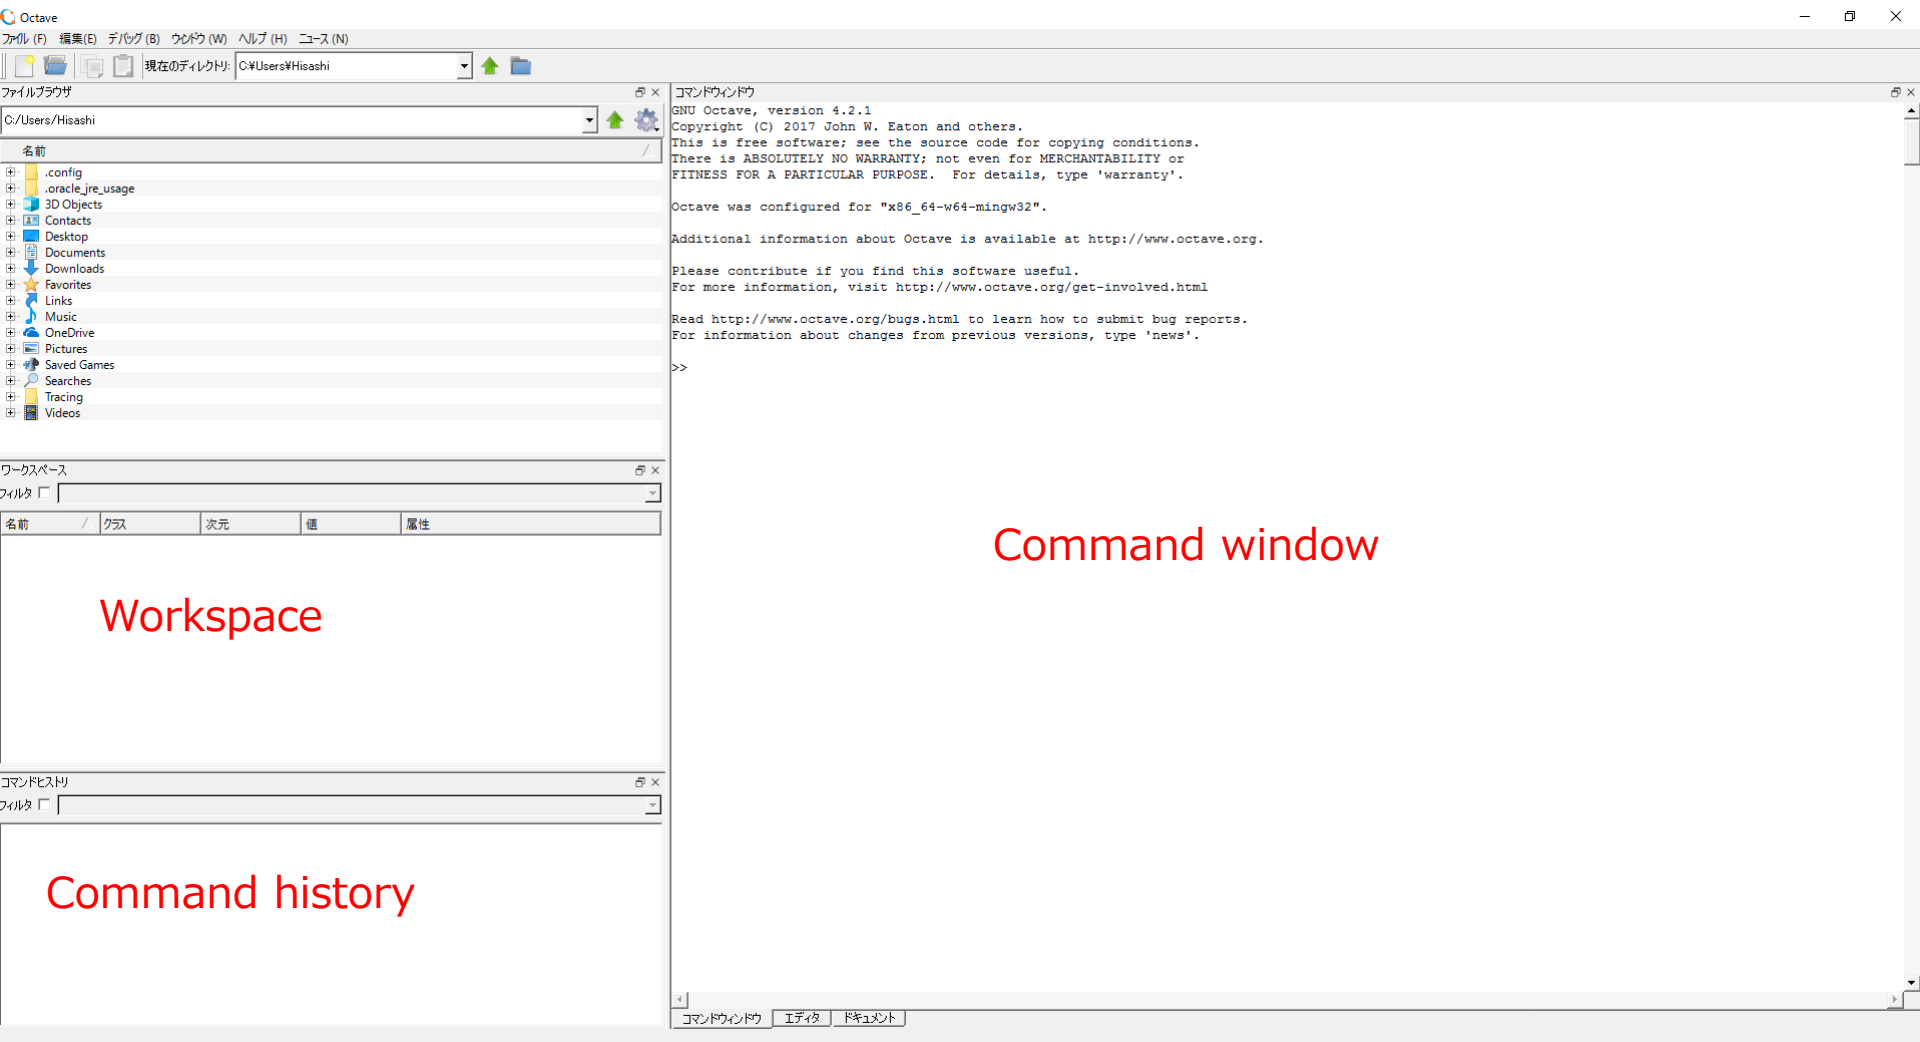 Octave
ファイル (F) 編集(E) デバッグ (B) ウィンドウ (W) ヘルプ (H) ニュース (N)
現在のディレクトリ: C:¥Users¥Hisashi
ファイルブラウザ
C:/Users/Hisashi
名前
.config
.oracle_jre_usage
3D Objects
Contacts
Desktop
Documents
Downloads
Favorites
Links
Music
OneDrive
Pictures
Saved Games
Searches
Tracing
Videos
ワークスペース
フィルタ
名前 クラス 次元 値 属性
Workspace
コマンドヒストリ
フィルタ
Command history
コマンドウィンドウ
GNU Octave, version 4.2.1
Copyright (C) 2017 John W. Eaton and others.
This is free software; see the source code for copying conditions.
There is ABSOLUTELY NO WARRANTY; not even for MERCHANTABILITY or
FITNESS FOR A PARTICULAR PURPOSE.  For details, type 'warranty'.
Octave was configured for "x86_64-w64-mingw32".
Additional information about Octave is available at http://www.octave.org.
Please contribute if you find this software useful.
For more information, visit http://www.octave.org/get-involved.html
Read http://www.octave.org/bugs.html to learn how to submit bug reports.
For information about changes from previous versions, type 'news'.
>>
Command window
コマンドウィンドウ エディタ ドキュメント